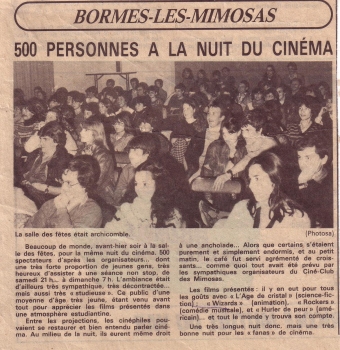 BORMES-LES-MIMOSAS
500 PERSONNES A LA NUIT DU CINÉMA
La salle des fêtes était archicomble.
(Photoss)
Beaucoup de monde, avant-hier soir à la salle des fêtes, pour la même nuit du cinéma. 500
spectateurs d'après les organisateurs... dont
une très forte proportion de jeunes gens, très
heureux d'assister à une séance non stop, de
samedi 21 h., à dimanche 7 h. L'ambiance était
d'ailleurs très sympathique, très décontractée...
mais aussi très « studieuse ». Ce public d'une
moyenne d'âge très jeune, étant venu avant
tout pour apprécier les films présentés dans
une atmosphère estudiantine.
Entre les projections, les cinéphiles pou-
vaient se restaurer et bien entendu parler ciné-
ma. Au milieu de la nuit, ils eurent même droit
à une anchoïade... Alors que certains s'étaient
purement et simplement endormis, et au petit
matin, le café fut servi agrémenté de crois-
sants... comme quoi tout avait été prévu par
les sympathiques organisateurs du Ciné-Club
des Mimosas.
Les films présentés : il y en eut pour tous
les goûts avec « L'Age de cristal » (science-fic-
tion)... « Wizards » (animation), « Rockers »
(comédie musicale), et « Hurler de peur » (amé-
ricain)... et tout le monde y trouva son compte.
Une très longue nuit donc, mais une très
bonne nuit pour les « fanas » de cinéma.